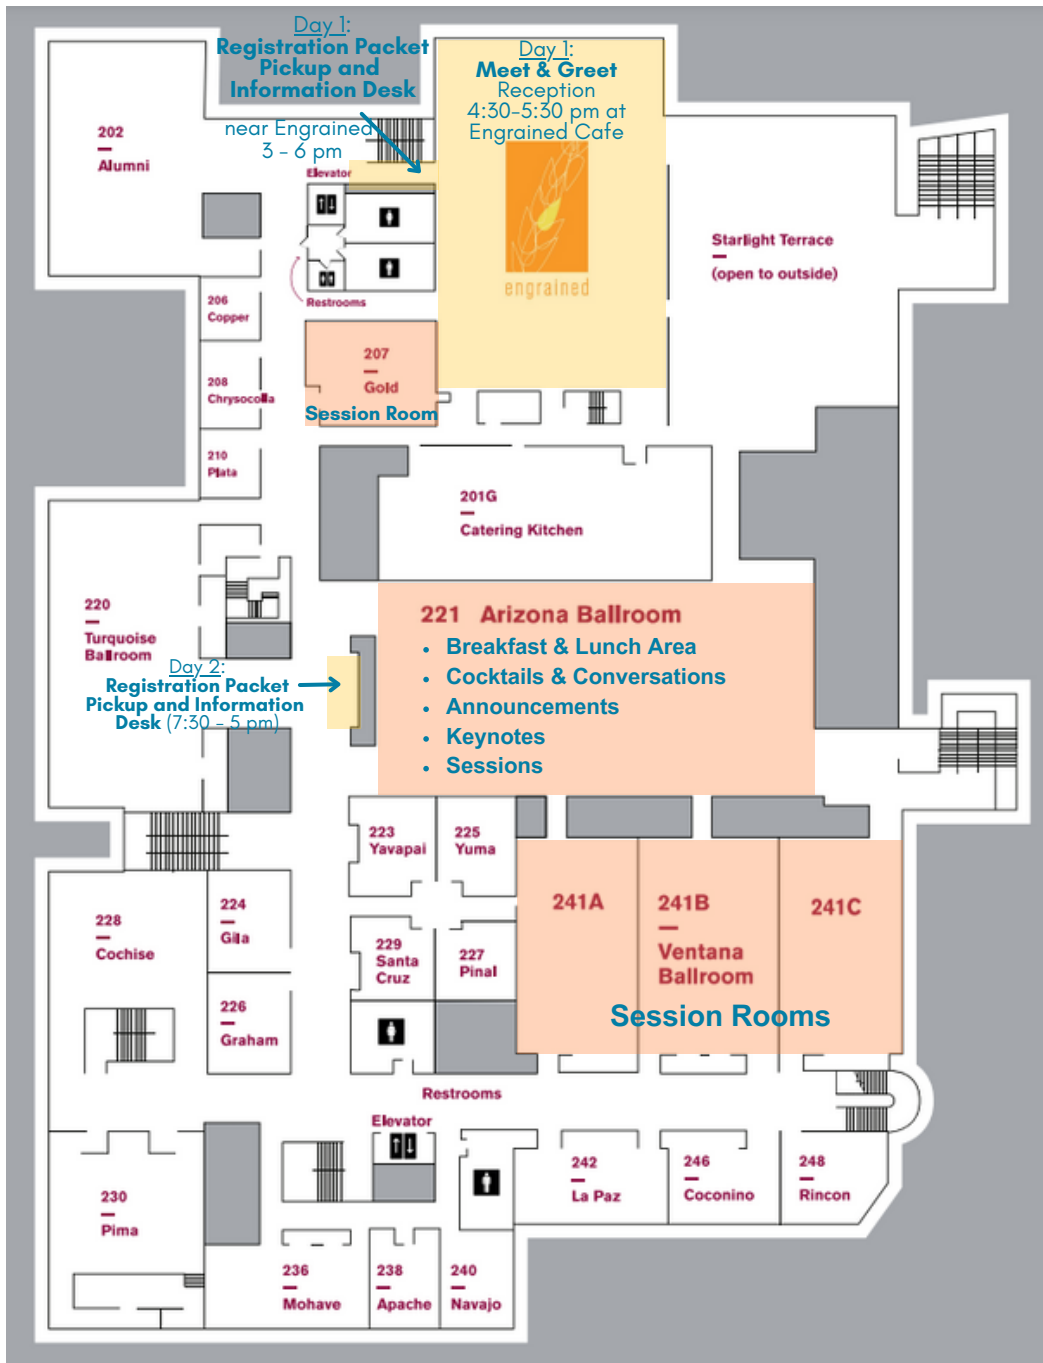 Day 1:
Registration Packet
Pickup and
Information Desk
near Engrained
3 - 6 pm
Day 1:
Meet & Greet
Reception
4:30-5:30 pm at
Engrained Cafe
202
Alumni
Elevator
engrained
Starlight Terrace
(open to outside)
Restrooms
206
Copper
207
Gold
Session Room
208
Chrysocolla
210
Plata
201G
Catering Kitchen
220
Turquoise
Ballroom
221 Arizona Ballroom
• Breakfast & Lunch Area
• Cocktails & Conversations
• Announcements
• Keynotes
• Sessions
Day 2:
Registration Packet
Pickup and Information
Desk (7:30 - 5 pm)
223
Yavapai
225
Yuma
241A
241B
Ventana
Ballroom
241C
Session Rooms
228
Cochise
224
Gila
229
Santa
Cruz
227
Pinal
226
Graham
Restrooms
Elevator
230
Pima
242
La Paz
246
Coconino
248
Rincon
236
Mohave
238
Apache
240
Navajo